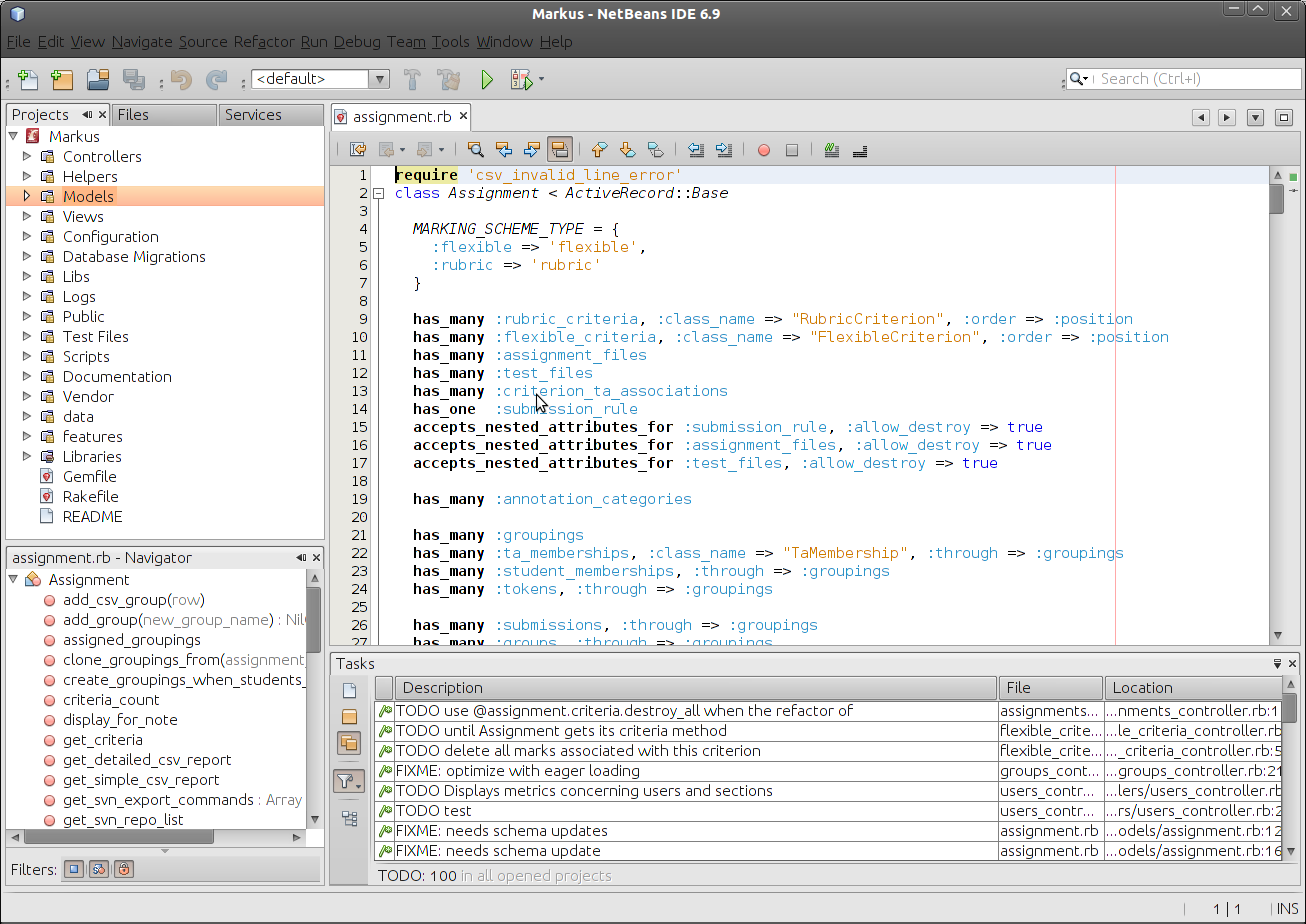 Markus - NetBeans IDE 6.9
File Edit View Navigate Source Refactor Run Debug Team Tools Window Help
<default>
Search (Ctrl+I)
Projects Files Services
Markus
Controllers
Helpers
Models
Views
Configuration
Database Migrations
Libs
Logs
Public
Test Files
Scripts
Documentation
Vendor
data
features
Libraries
Gemfile
Rakefile
README
assignment.rb - Navigator
Assignment
add_csv_group(row)
add_group(new_group_name) : Nil
assigned_groupings
clone_groupings_from(assignment_
create_groupings_when_students_
criteria_count
display_for_note
get_criteria
get_detailed_csv_report
get_simple_csv_report
get_svn_export_commands : Array
get_svn_repo_list
Filters:
assignment.rb
1 require 'csv_invalid_line_error'
2 class Assignment < ActiveRecord::Base
3
4 MARKING_SCHEME_TYPE = {
5 :flexible => 'flexible',
6 :rubric => 'rubric'
7 }
8
9 has_many :rubric_criteria, :class_name => "RubricCriterion", :order => :position
10 has_many :flexible_criteria, :class_name => "FlexibleCriterion", :order => :position
11 has_many :assignment_files
12 has_many :test_files
13 has_many :criterion_ta_associations
14 has_one :submission_rule
15 accepts_nested_attributes_for :submission_rule, :allow_destroy => true
16 accepts_nested_attributes_for :assignment_files, :allow_destroy => true
17 accepts_nested_attributes_for :test_files, :allow_destroy => true
18
19 has_many :annotation_categories
20
21 has_many :groupings
22 has_many :ta_memberships, :class_name => "TaMembership", :through => :groupings
23 has_many :student_memberships, :through => :groupings
24 has_many :tokens, :through => :groupings
25
26 has_many :submissions, :through => :groupings
27 has_many :groups, :through => :groupings
Tasks
Description File Location
TODO use @assignment.criteria.destroy_all when the refactor of assignments... ...nments_controller.rb:1
TODO until Assignment gets its criteria method flexible_crite... ...le_criteria_controller.rb
TODO delete all marks associated with this criterion flexible_crite... ..._criteria_controller.rb:5
FIXME: optimize with eager loading groups_cont... ...groups_controller.rb:21
TODO Displays metrics concerning users and sections users_contr... ...lers/users_controller.rb
TODO test users_contr... ...rs/users_controller.rb:2
FIXME: needs schema updates assignment.rb ...odels/assignment.rb:12
FIXME: needs schema update assignment.rb ...odels/assignment.rb:16
TODO: 100 in all opened projects
1 | 1 INS